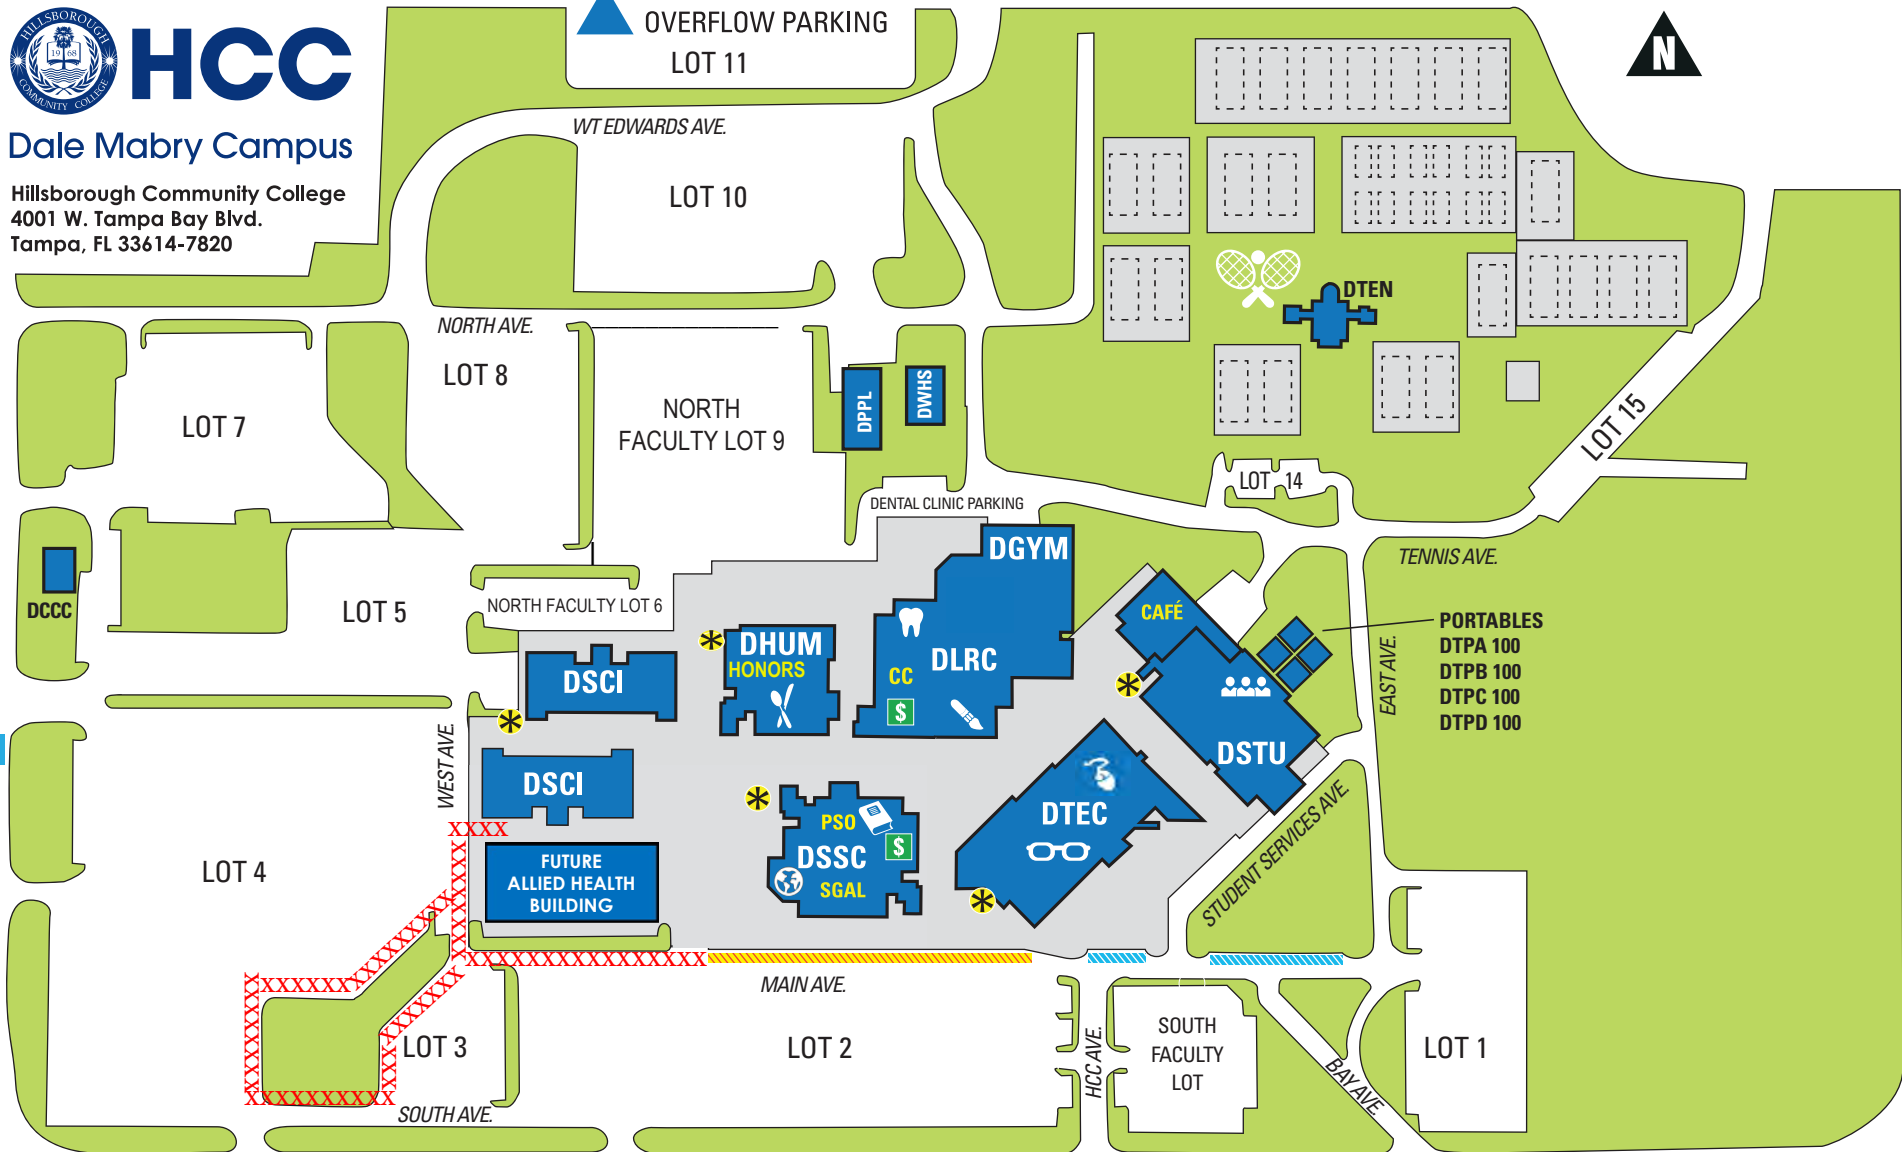 HILLSBOROUGH
COMMUNITY COLLEGE
1968
HCC
Dale Mabry Campus
Hillsborough Community College
4001 W. Tampa Bay Blvd.
Tampa, FL 33614-7820
OVERFLOW PARKING
LOT 11
N
WT EDWARDS AVE.
LOT 10
DTEN
NORTH AVE.
LOT 8
LOT 7
NORTH
FACULTY LOT 9
DPPL
DWHS
LOT 15
LOT 14
DENTAL CLINIC PARKING
DGYM
TENNIS AVE.
DCCC
LOT 5
NORTH FACULTY LOT 6
CAFÉ
PORTABLES
DTPA 100
DTPB 100
DTPC 100
DTPD 100
EAST AVE.
DHUM
HONORS
DLRC
CC
$
DSCI
DSTU
WEST AVE.
DSCI
DTEC
PSO
DSSC
$
SGAL
STUDENT SERVICES AVE.
XXXX
LOT 4
FUTURE
ALLIED HEALTH
BUILDING
MAIN AVE.
LOT 3
LOT 2
HCC AVE.
SOUTH
FACULTY
LOT
BAY AVE.
LOT 1
SOUTH AVE.